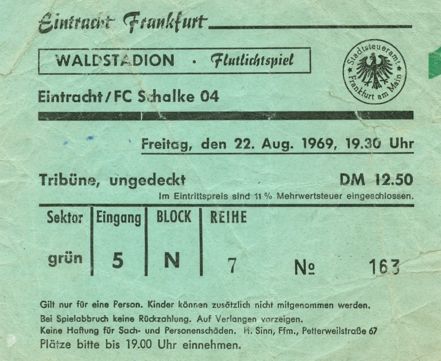 Eintracht Frankfurt
WALDSTADION · Flutlichtspiel
Stadtsteueramt Frankfurt am Main
Eintracht/FC Schalke 04
Freitag, den 22. Aug. 1969, 19.30 Uhr
Tribüne, ungedeckt DM 12.50
Im Eintrittspreis sind 11 % Mehrwertsteuer eingeschlossen.
Sektor Eingang BLOCK REIHE
grün 5 N 7 No 163
Gilt nur für eine Person. Kinder können zusätzlich nicht mitgenommen werden.
Bei Spielabbruch keine Rückzahlung. Auf Verlangen vorzeigen.
Keine Haftung für Sach- und Personenschäden. H. Sinn, Ffm., Petterweilstraße 67
Plätze bitte bis 19.00 Uhr einnehmen.